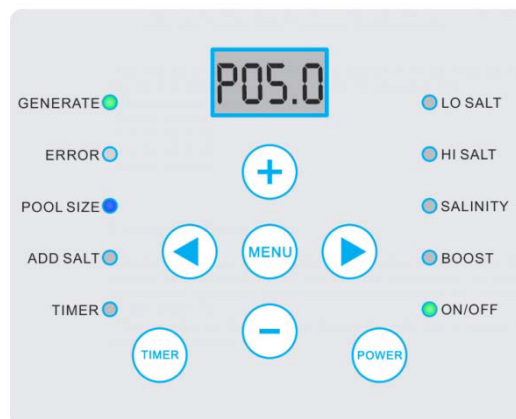 P05.0
GENERATE
LO SALT
ERROR
HI SALT
POOL SIZE
SALINITY
ADD SALT
MENU
BOOST
TIMER
ON/OFF
TIMER
POWER